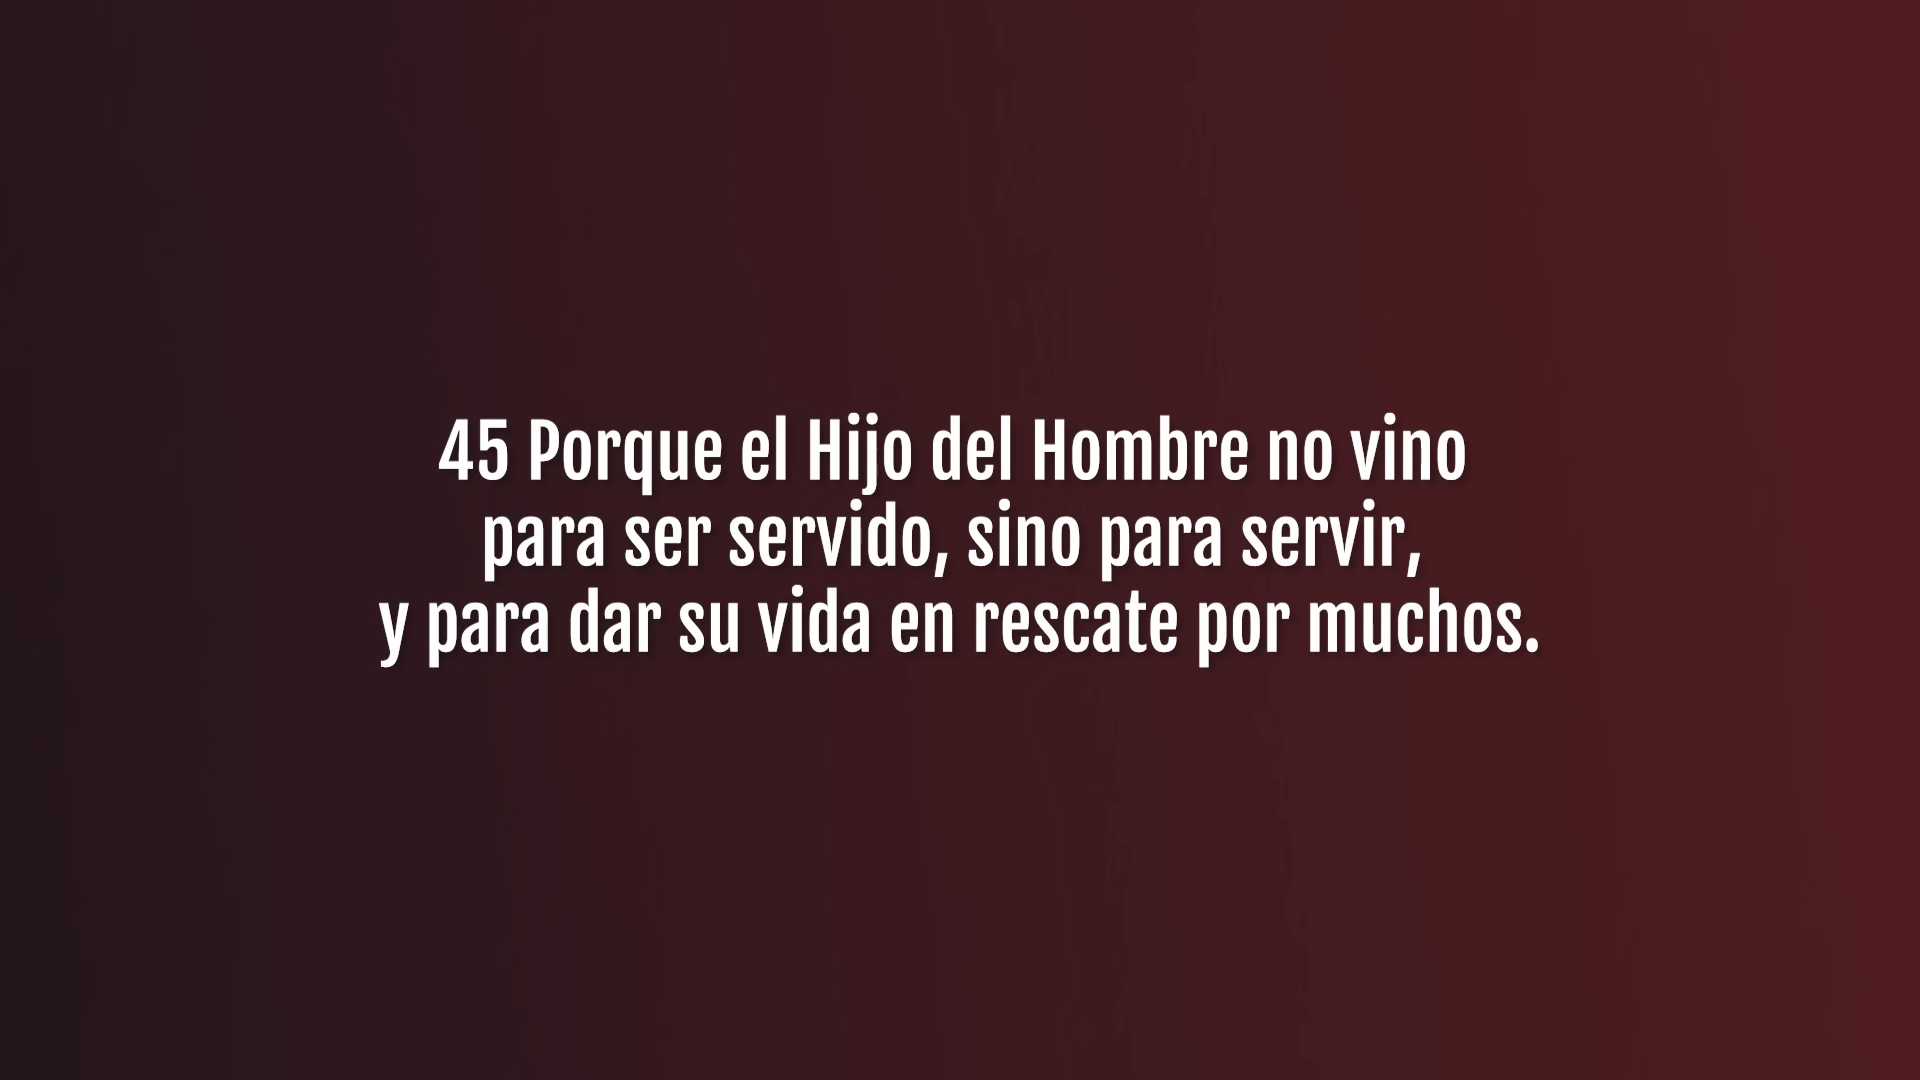 45 Porque el Hijo del Hombre no vino
para ser servido, sino para servir,
y para dar su vida en rescate por muchos.